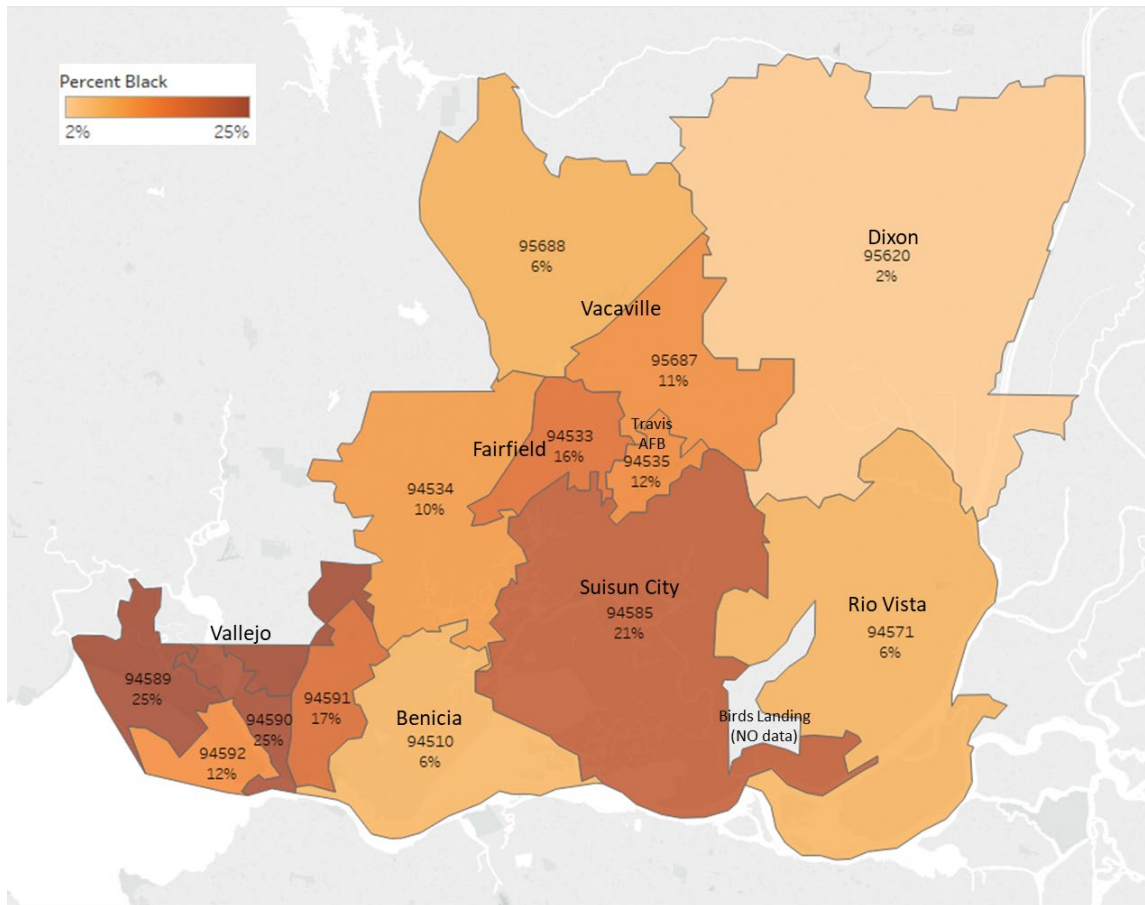 Percent Black
2% 25%
95688
6%
Dixon
95620
2%
Vacaville
95687
11%
Travis
AFB
94535
12%
Fairfield
94533
16%
94534
10%
Suisun City
94585
21%
Rio Vista
94571
6%
Vallejo
94589
25%
94590
25%
94591
17%
94592
12%
Benicia
94510
6%
Birds Landing
(NO data)